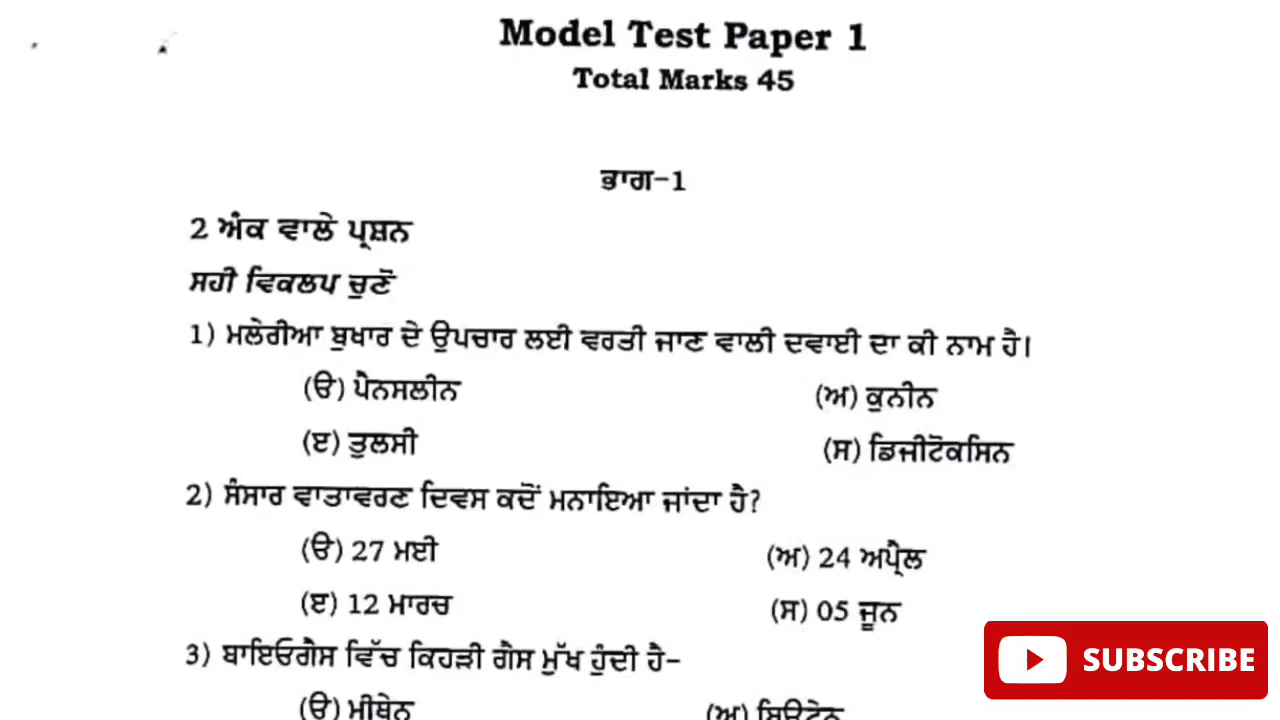 Model Test Paper 1
Total Marks 45
ਭਾਗ-1
2 ਅੰਕ ਵਾਲੇ ਪ੍ਰਸ਼ਨ
ਸਹੀ ਵਿਕਲਪ ਚੁਣੋ
1) ਮਲੇਰੀਆ ਬੁਖਾਰ ਦੇ ਉਪਚਾਰ ਲਈ ਵਰਤੀ ਜਾਣ ਵਾਲੀ ਦਵਾਈ ਦਾ ਕੀ ਨਾਮ ਹੈ।
(ੳ) ਪੈਨਸਲੀਨ (ਅ) ਕੁਨੀਨ
(ੲ) ਤੁਲਸੀ (ਸ) ਡਿਜੀਟੋਕਸਿਨ
2) ਸੰਸਾਰ ਵਾਤਾਵਰਣ ਦਿਵਸ ਕਦੋਂ ਮਨਾਇਆ ਜਾਂਦਾ ਹੈ?
(ੳ) 27 ਮਈ (ਅ) 24 ਅਪ੍ਰੈਲ
(ੲ) 12 ਮਾਰਚ (ਸ) 05 ਜੂਨ
3) ਬਾਇਓਗੈਸ ਵਿੱਚ ਕਿਹੜੀ ਗੈਸ ਮੁੱਖ ਹੁੰਦੀ ਹੈ-
(ੳ) ਮੀਥੇਨ (ਅ) ਬਿਊਟੇਨ
SUBSCRIBE